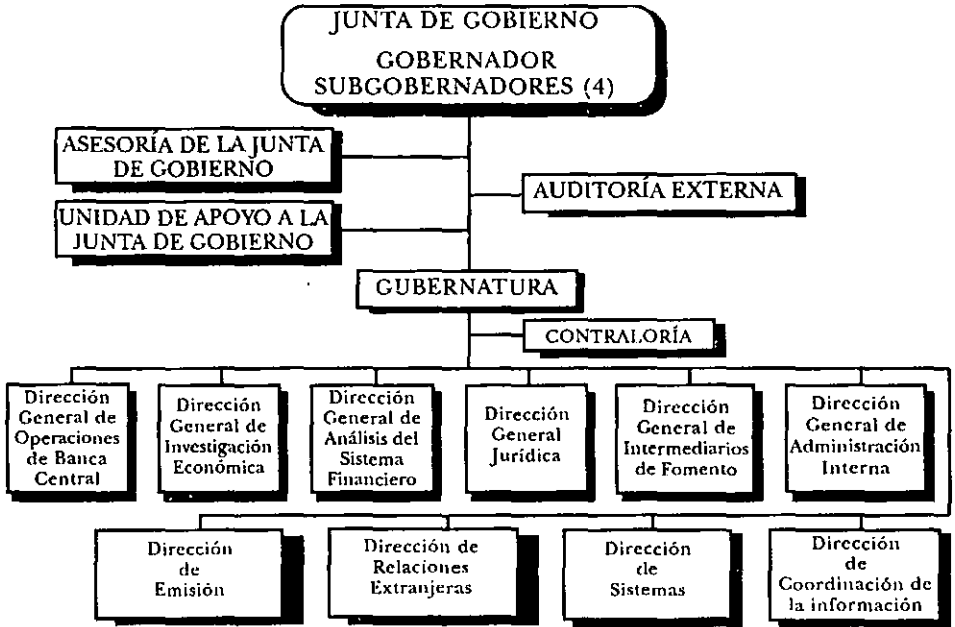 JUNTA DE GOBIERNO
GOBERNADOR
SUBGOBERNADORES (4)
ASESORÍA DE LA JUNTA
DE GOBIERNO
AUDITORÍA EXTERNA
UNIDAD DE APOYO A LA
JUNTA DE GOBIERNO
GUBERNATURA
CONTRALORÍA
Dirección
General de
Operaciones
de Banca
Central
Dirección
General de
Investigación
Económica
Dirección
General de
Análisis del
Sistema
Financiero
Dirección
General
Jurídica
Dirección
General de
Intermediarios
de Fomento
Dirección
General de
Administración
Interna
Dirección
de
Emisión
Dirección de
Relaciones
Extranjeras
Dirección
de
Sistemas
Dirección
de
Coordinación de
la información